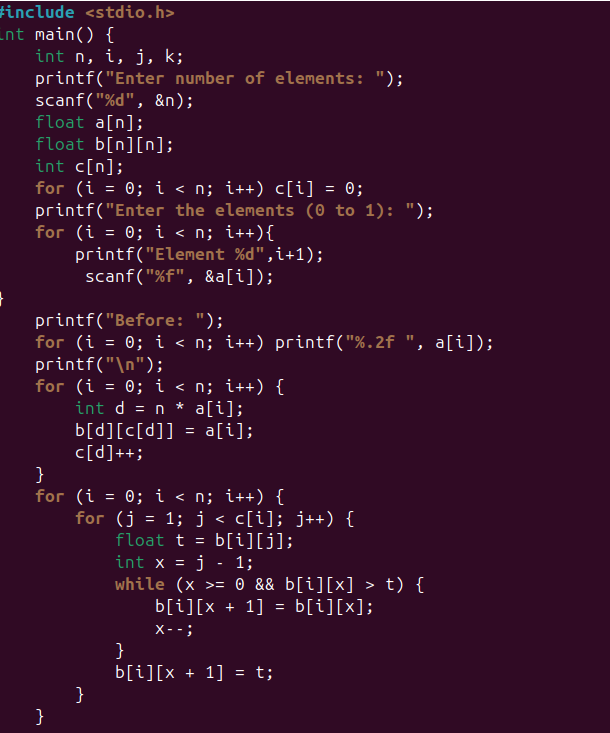 #include <stdio.h>
int main() {
    int n, i, j, k;
    printf("Enter number of elements: ");
    scanf("%d", &n);
    float a[n];
    float b[n][n];
    int c[n];
    for (i = 0; i < n; i++) c[i] = 0;
    printf("Enter the elements (0 to 1): ");
    for (i = 0; i < n; i++){
        printf("Element %d",i+1);
         scanf("%f", &a[i]);
}
    printf("Before: ");
    for (i = 0; i < n; i++) printf("%.2f ", a[i]);
    printf("\n");
    for (i = 0; i < n; i++) {
        int d = n * a[i];
        b[d][c[d]] = a[i];
        c[d]++;
    }
    for (i = 0; i < n; i++) {
        for (j = 1; j < c[i]; j++) {
            float t = b[i][j];
            int x = j - 1;
            while (x >= 0 && b[i][x] > t) {
                b[i][x + 1] = b[i][x];
                x--;
            }
            b[i][x + 1] = t;
        }
    }